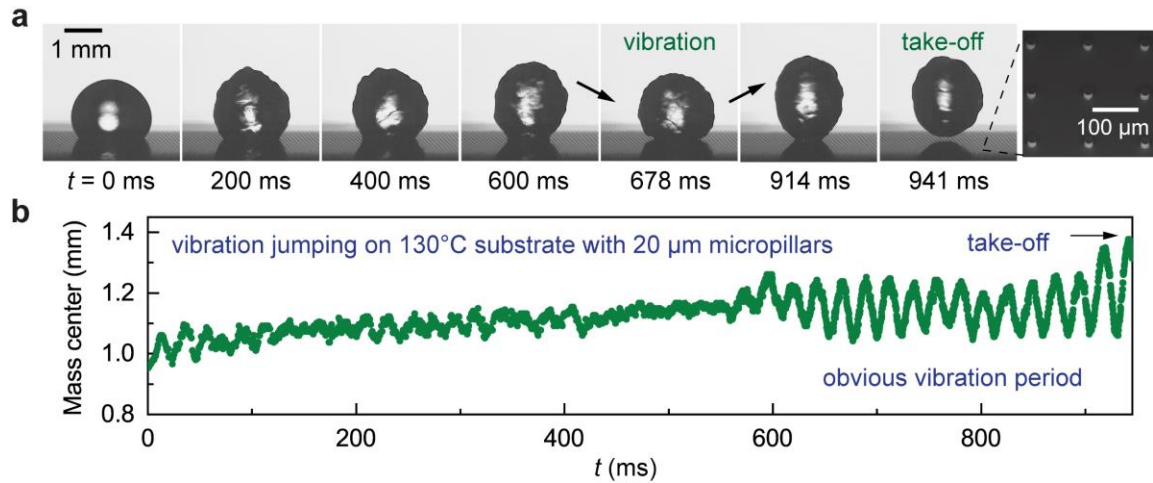 a
1 mm
vibration
take-off
100 µm
t = 0 ms
200 ms
400 ms
600 ms
678 ms
914 ms
941 ms
b
Mass center (mm)
1.4
1.2
1.0
0.8
vibration jumping on 130°C substrate with 20 µm micropillars
take-off
obvious vibration period
0
200
400
600
800
t (ms)